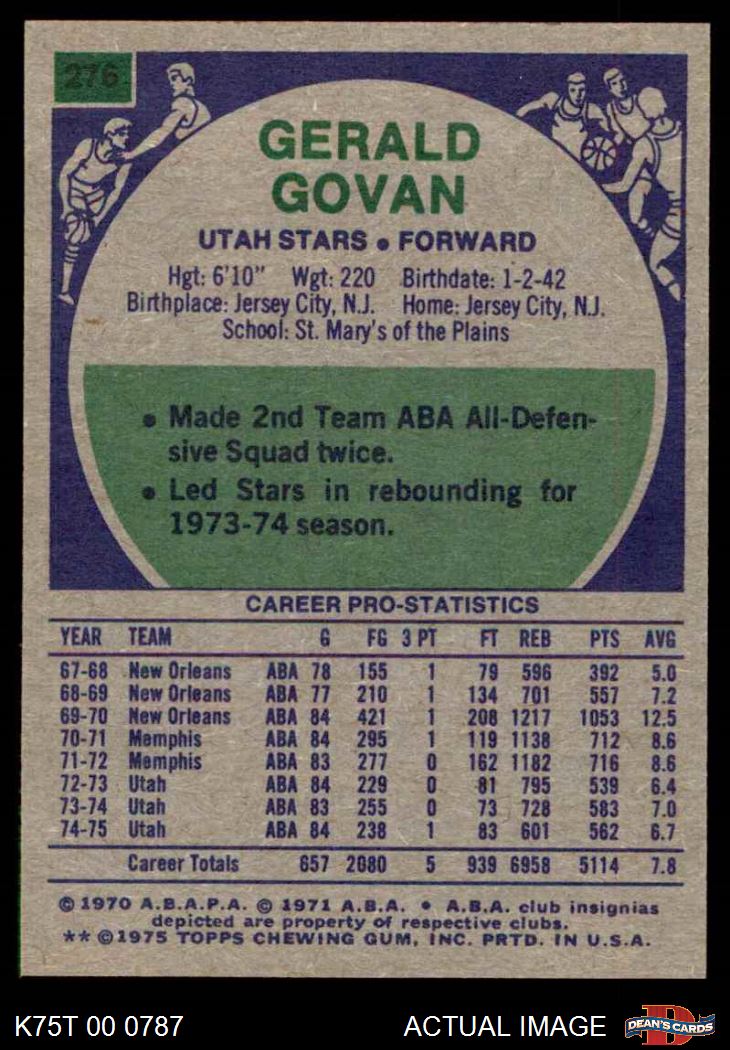 276
GERALD
GOVAN
UTAH STARS • FORWARD
Hgt: 6'10" Wgt: 220 Birthdate: 1-2-42
Birthplace: Jersey City, N.J. Home: Jersey City, N.J.
School: St. Mary's of the Plains
• Made 2nd Team ABA All-Defen-
sive Squad twice.
• Led Stars in rebounding for
1973-74 season.
CAREER PRO-STATISTICS
YEAR TEAM G FG 3 PT FT REB PTS AVG
67-68 New Orleans ABA 78 155 1 79 596 392 5.0
68-69 New Orleans ABA 77 210 1 134 701 557 7.2
69-70 New Orleans ABA 84 421 1 208 1217 1053 12.5
70-71 Memphis ABA 84 295 1 119 1138 712 8.6
71-72 Memphis ABA 83 277 0 162 1182 716 8.6
72-73 Utah ABA 84 229 0 81 795 539 6.4
73-74 Utah ABA 83 255 0 73 728 583 7.0
74-75 Utah ABA 84 238 1 83 601 562 6.7
Career Totals 657 2080 5 939 6958 5114 7.8
© 1970 A.B.A.P.A. © 1971 A.B.A. • A.B.A. club insignias
depicted are property of respective clubs.
** © 1975 TOPPS CHEWING GUM, INC. PRTD. IN U.S.A.
K75T 00 0787 ACTUAL IMAGE D DEAN'S CARDS